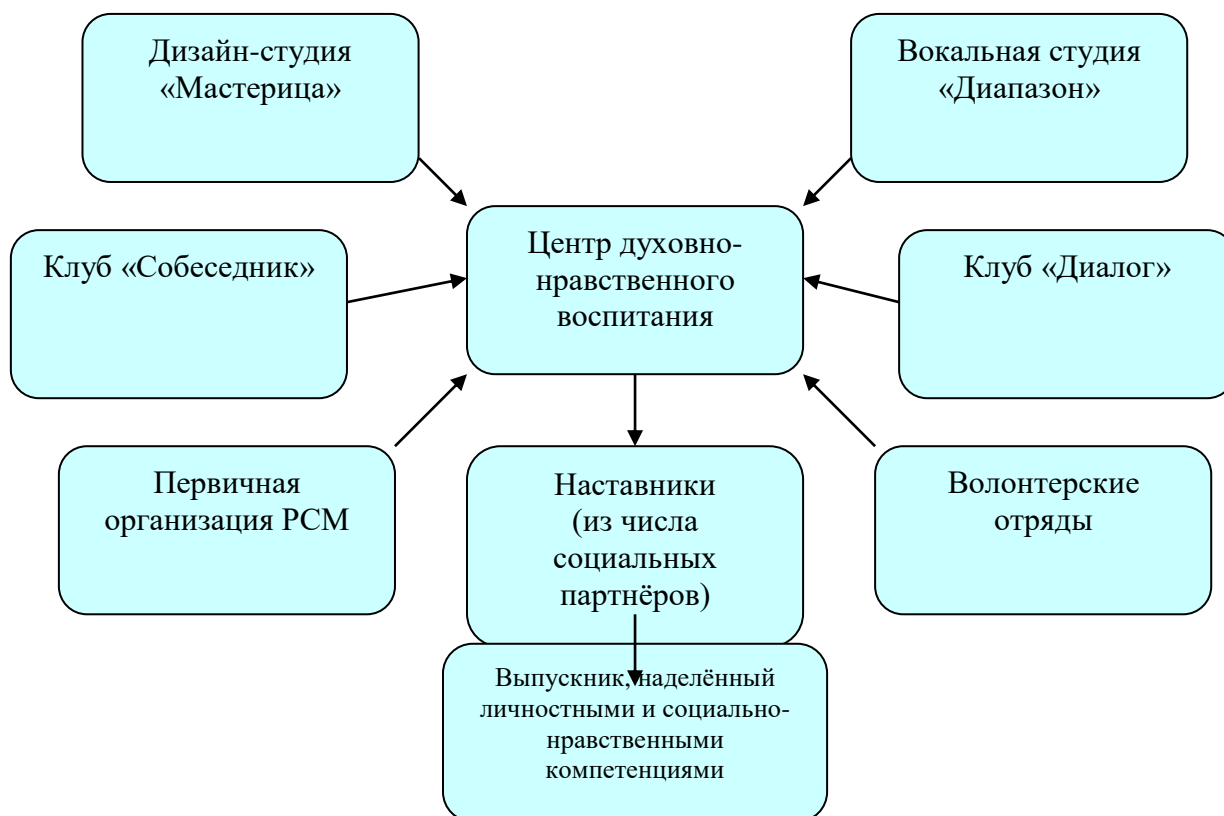 Дизайн-студия
«Мастерица»
Вокальная студия
«Диапазон»
Клуб «Собеседник»
Центр духовно-
нравственного
воспитания
Клуб «Диалог»
Первичная
организация РСМ
Наставники
(из числа
социальных
партнёров)
Волонтерские
отряды
Выпускник, наделённый
личностными и социально-
нравственными
компетенциями